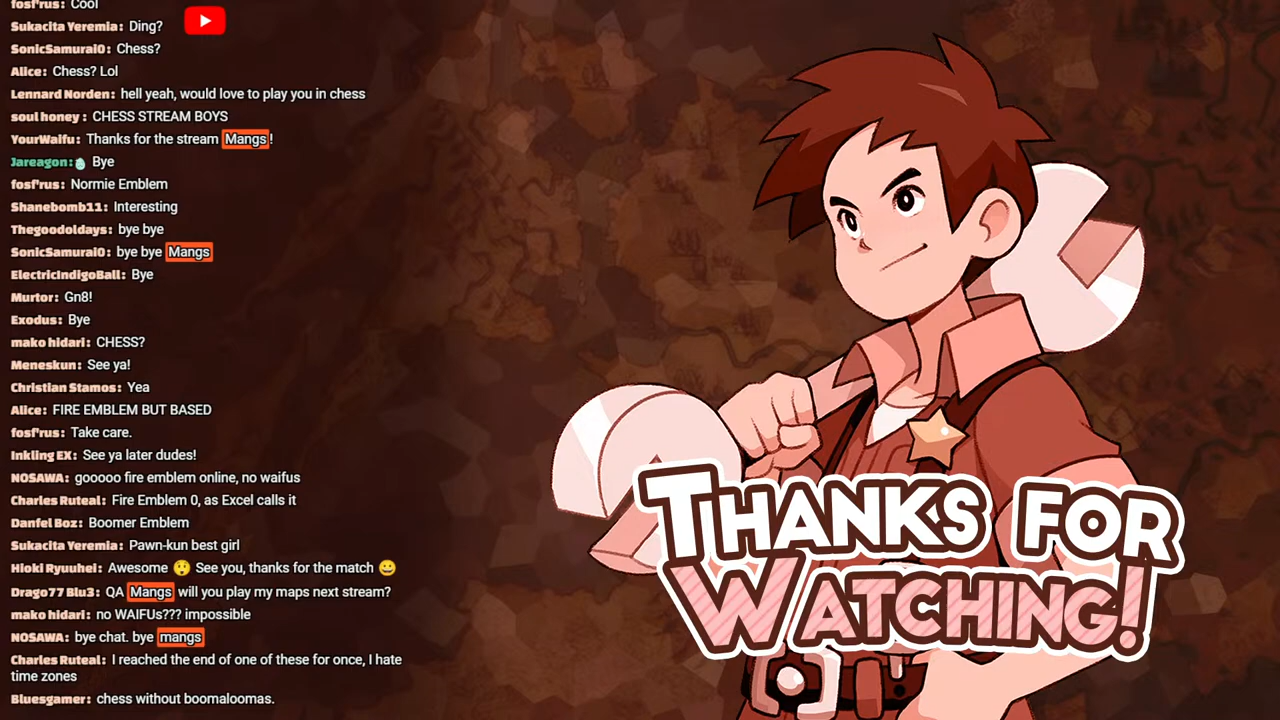 fosf'rus: Cool
Sukacita Yeremia: Ding?
SonicSamurai0: Chess?
Alice: Chess? Lol
Lennard Norden: hell yeah, would love to play you in chess
soul honey : CHESS STREAM BOYS
YourWaifu: Thanks for the stream Mangs!
Jareagon: Bye
fosf'rus: Normie Emblem
Shanebomb11: Interesting
Thegoodoldays: bye bye
SonicSamurai0: bye bye Mangs
ElectricIndigoBall: Bye
Murtor: Gn8!
Exodus: Bye
mako hidari: CHESS?
Meneskun: See ya!
Christian Stamos: Yea
Alice: FIRE EMBLEM BUT BASED
fosf'rus: Take care.
Inkling EX: See ya later dudes!
NOSAWA: gooooo fire emblem online, no waifus
Charles Ruteal: Fire Emblem 0, as Excel calls it
Danfel Boz: Boomer Emblem
Sukacita Yeremia: Pawn-kun best girl
Hioki Ryuuhei: Awesome 😲 See you, thanks for the match 😀
Drago77 Blu3: QA Mangs will you play my maps next stream?
mako hidari: no WAIFUs??? impossible
NOSAWA: bye chat. bye mangs
Charles Ruteal: I reached the end of one of these for once, I hate
time zones
Bluesgamer: chess without boomaloomas.
THANKS FOR
WATCHING!